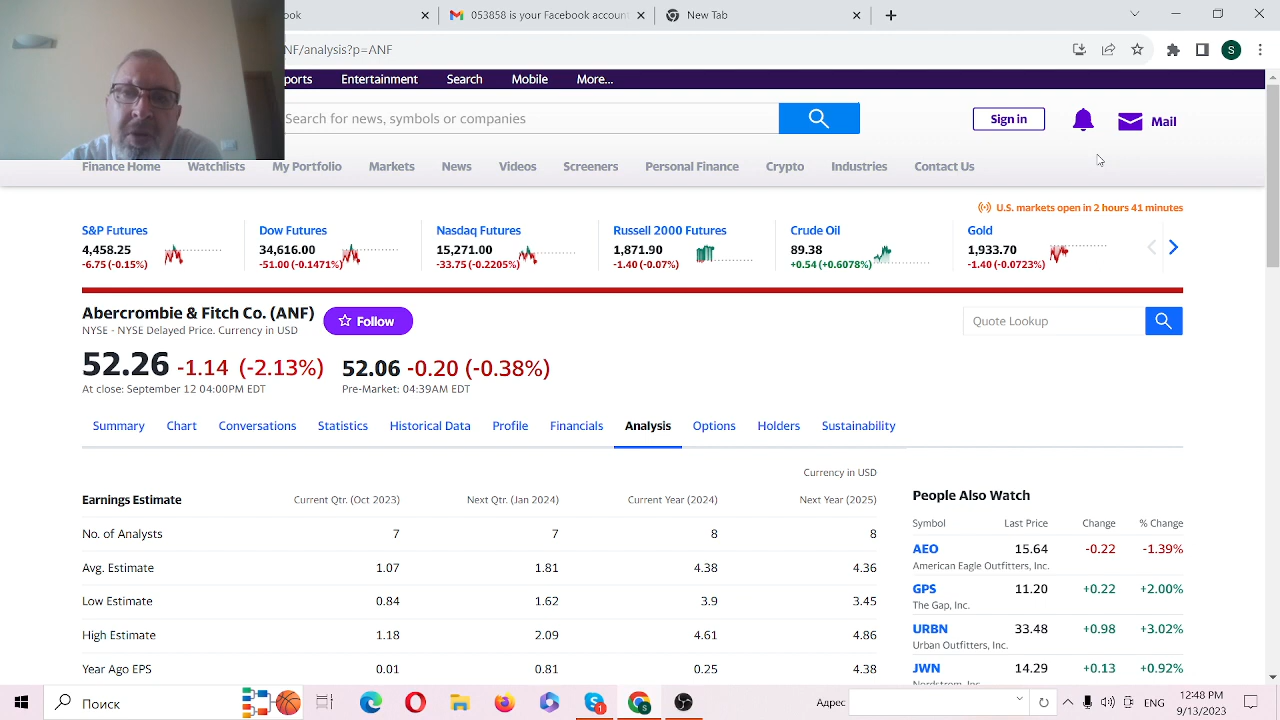 ook
053858 is your Facebook account
New Tab
NF/analysis?p=ANF
S
ports
Entertainment
Search
Mobile
More...
Search for news, symbols or companies
Sign in
Mail
Finance Home Watchlists My Portfolio Markets News Videos Screeners Personal Finance Crypto Industries Contact Us
U.S. markets open in 2 hours 41 minutes
S&P Futures
4,458.25
-6.75 (-0.15%)
Dow Futures
34,616.00
-51.00 (-0.1471%)
Nasdaq Futures
15,271.00
-33.75 (-0.2205%)
Russell 2000 Futures
1,871.90
-1.40 (-0.07%)
Crude Oil
89.38
+0.54 (+0.6078%)
Gold
1,933.70
-1.40 (-0.0723%)
Abercrombie & Fitch Co. (ANF)
Follow
NYSE - NYSE Delayed Price. Currency in USD
Quote Lookup
52.26 -1.14 (-2.13%)
At close: September 12 04:00PM EDT
52.06 -0.20 (-0.38%)
Pre-Market: 04:39AM EDT
Summary Chart Conversations Statistics Historical Data Profile Financials Analysis Options Holders Sustainability
Currency in USD
Earnings Estimate Current Qtr. (Oct 2023) Next Qtr. (Jan 2024) Current Year (2024) Next Year (2025)
No. of Analysts 7 7 8 8
Avg. Estimate 1.07 1.81 4.38 4.36
Low Estimate 0.84 1.62 3.9 3.45
High Estimate 1.18 2.09 4.61 4.86
Year Ago EPS 0.01 0.81 0.25 4.38
People Also Watch
Symbol Last Price Change % Change
AEO 15.64 -0.22 -1.39%
American Eagle Outfitters, Inc.
GPS 11.20 +0.22 +2.00%
The Gap, Inc.
URBN 33.48 +0.98 +3.02%
Urban Outfitters, Inc.
JWN 14.29 +0.13 +0.92%
Nordstrom, Inc.
Поиск
1
S
Адрес
ENG
12:48 PM
9/13/2023